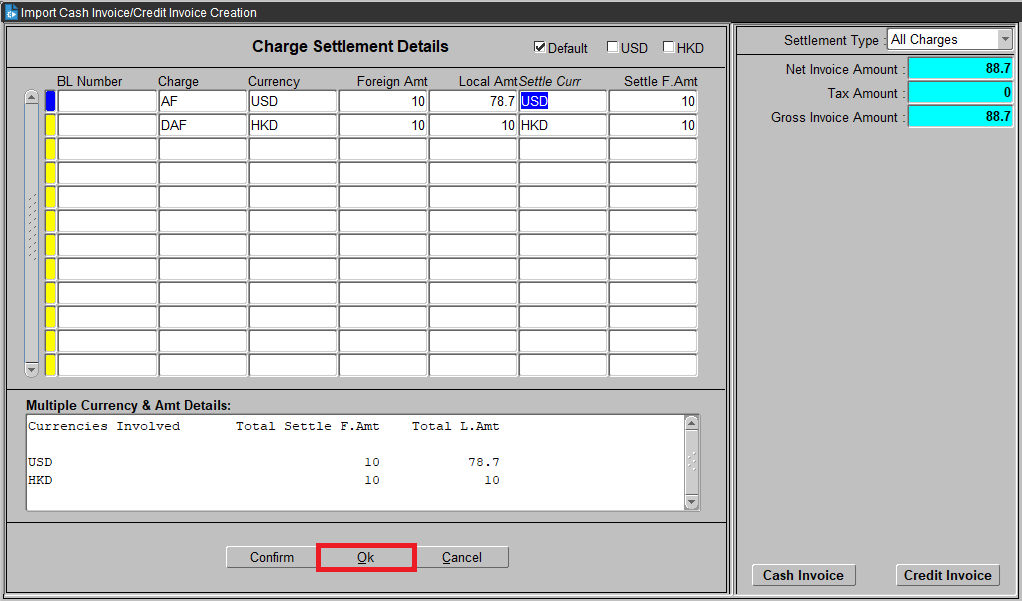 Import Cash Invoice/Credit Invoice Creation
Charge Settlement Details
Default USD HKD
BL Number Charge Currency Foreign Amt Local Amt Settle Curr Settle F.Amt
AF USD 10 78.7 USD 10
DAF HKD 10 10 HKD 10
Multiple Currency & Amt Details:
Currencies Involved Total Settle F.Amt Total L.Amt
USD 10 78.7
HKD 10 10
Confirm Ok Cancel
Settlement Type : All Charges
Net Invoice Amount : 88.7
Tax Amount : 0
Gross Invoice Amount : 88.7
Cash Invoice Credit Invoice